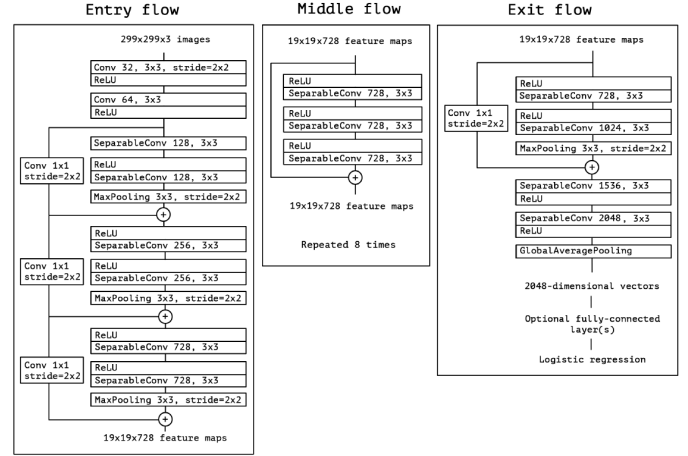 Entry flow
299x299x3 images
Conv 32, 3x3, stride=2x2
ReLU
Conv 64, 3x3
ReLU
SeparableConv 128, 3x3
Conv 1x1
stride=2x2
ReLU
SeparableConv 128, 3x3
MaxPooling 3x3, stride=2x2
+
ReLU
SeparableConv 256, 3x3
Conv 1x1
stride=2x2
ReLU
SeparableConv 256, 3x3
MaxPooling 3x3, stride=2x2
+
ReLU
SeparableConv 728, 3x3
Conv 1x1
stride=2x2
ReLU
SeparableConv 728, 3x3
MaxPooling 3x3, stride=2x2
+
19x19x728 feature maps
Middle flow
19x19x728 feature maps
ReLU
SeparableConv 728, 3x3
ReLU
SeparableConv 728, 3x3
ReLU
SeparableConv 728, 3x3
+
19x19x728 feature maps
Repeated 8 times
Exit flow
19x19x728 feature maps
ReLU
SeparableConv 728, 3x3
Conv 1x1
stride=2x2
ReLU
SeparableConv 1024, 3x3
MaxPooling 3x3, stride=2x2
+
SeparableConv 1536, 3x3
ReLU
SeparableConv 2048, 3x3
ReLU
GlobalAveragePooling
2048-dimensional vectors
Optional fully-connected
layer(s)
Logistic regression